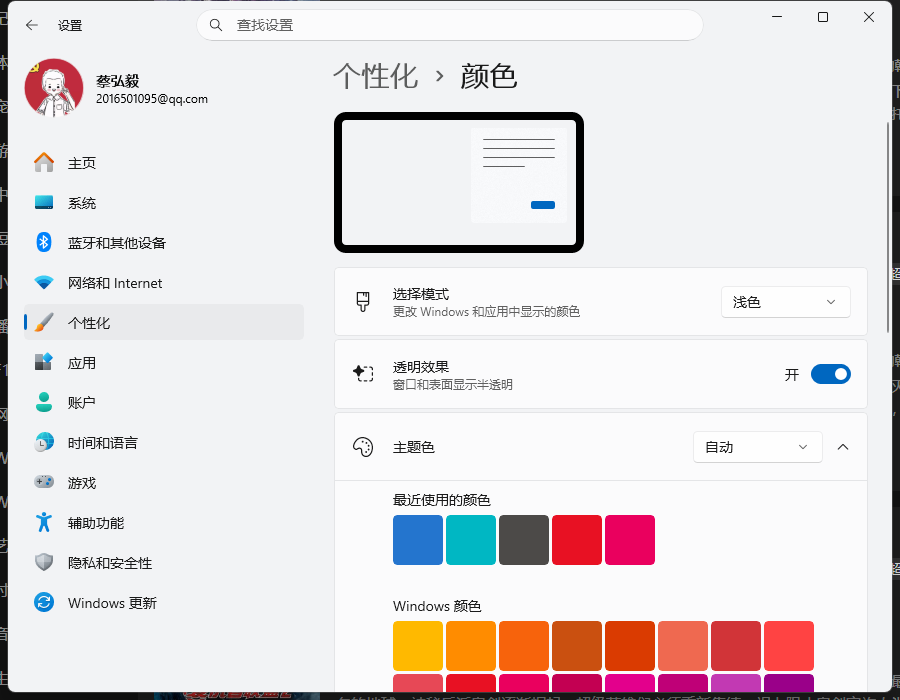 设置
查找设置
蔡弘毅
2016501095@qq.com
主页
系统
蓝牙和其他设备
网络和 Internet
个性化
应用
账户
时间和语言
游戏
辅助功能
隐私和安全性
Windows 更新
个性化 › 颜色
选择模式
更改 Windows 和应用中显示的颜色
浅色
透明效果
窗口和表面显示半透明
开
主题色
自动
最近使用的颜色
Windows 颜色